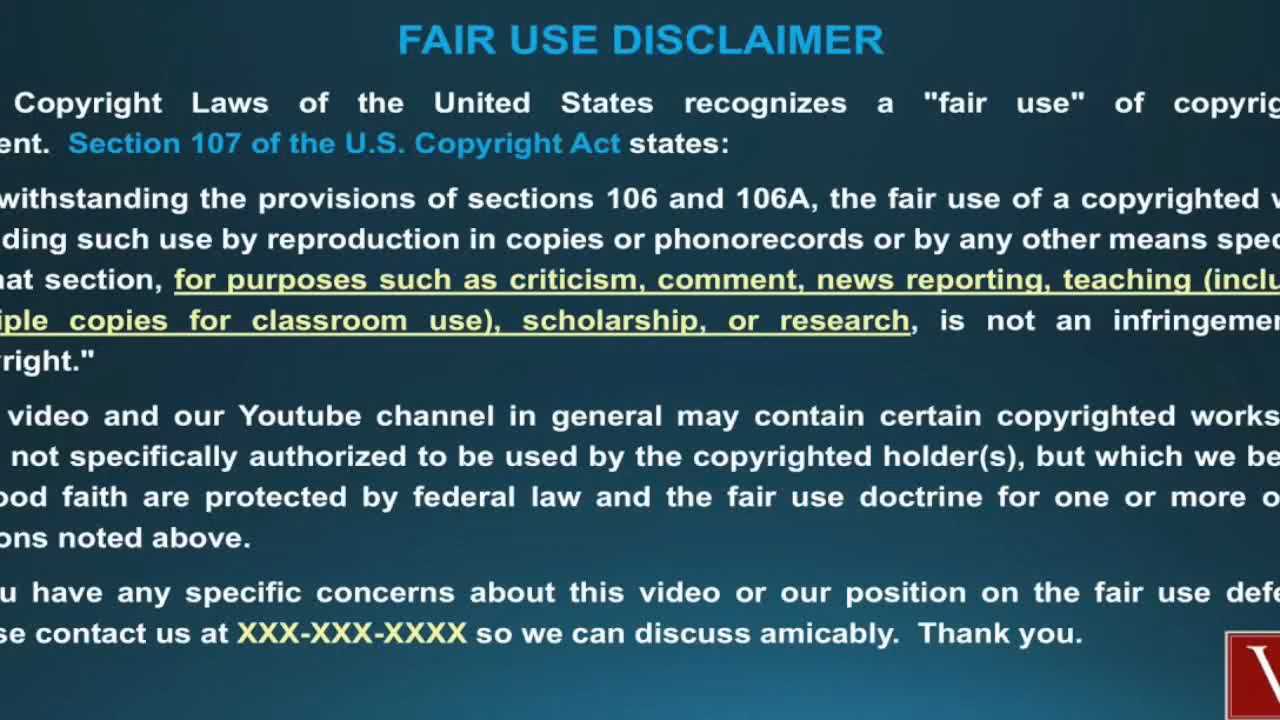 FAIR USE DISCLAIMER
Copyright Laws of the United States recognizes a "fair use" of copyrig
ent. Section 107 of the U.S. Copyright Act states:
withstanding the provisions of sections 106 and 106A, the fair use of a copyrighted w
ding such use by reproduction in copies or phonorecords or by any other means spec
hat section, for purposes such as criticism, comment, news reporting, teaching (inclu
iple copies for classroom use), scholarship, or research, is not an infringemen
right."
video and our Youtube channel in general may contain certain copyrighted works
not specifically authorized to be used by the copyrighted holder(s), but which we be
ood faith are protected by federal law and the fair use doctrine for one or more o
ons noted above.
u have any specific concerns about this video or our position on the fair use defe
se contact us at XXX-XXX-XXXX so we can discuss amicably. Thank you.
V